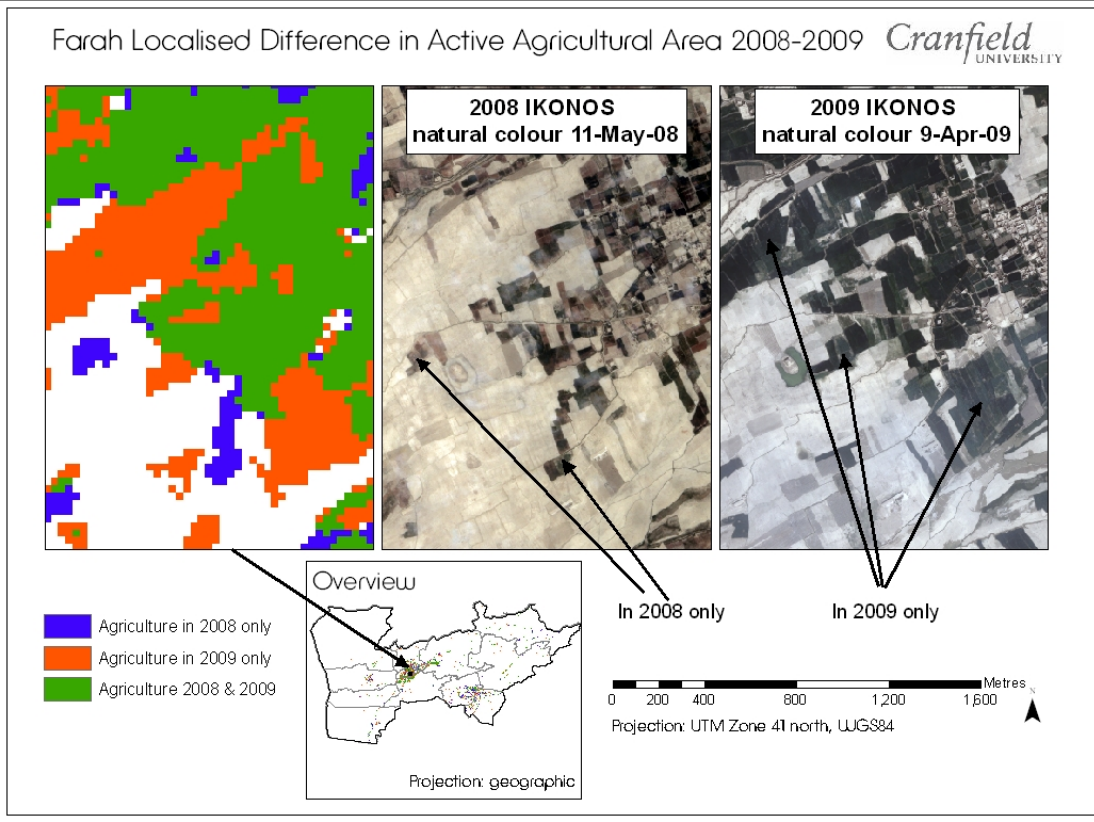 Farah Localised Difference in Active Agricultural Area 2008-2009
Cranfield
UNIVERSITY
2008 IKONOS
natural colour 11-May-08
2009 IKONOS
natural colour 9-Apr-09
In 2008 only
In 2009 only
Overview
Projection: geographic
Agriculture in 2008 only
Agriculture in 2009 only
Agriculture 2008 & 2009
Metres
0 200 400 800 1,200 1,600
N
Projection: UTM Zone 41 north, WGS84